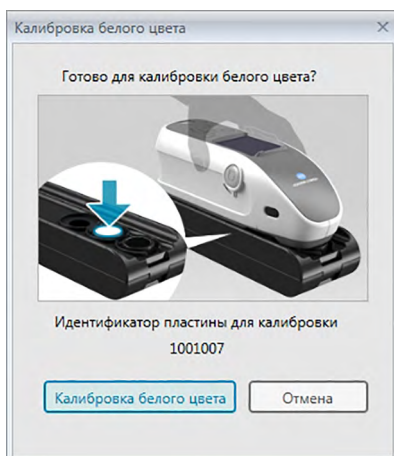 Калибровка белого цвета
Готово для калибровки белого цвета?
Идентификатор пластины для калибровки
1001007
Калибровка белого цвета
Отмена